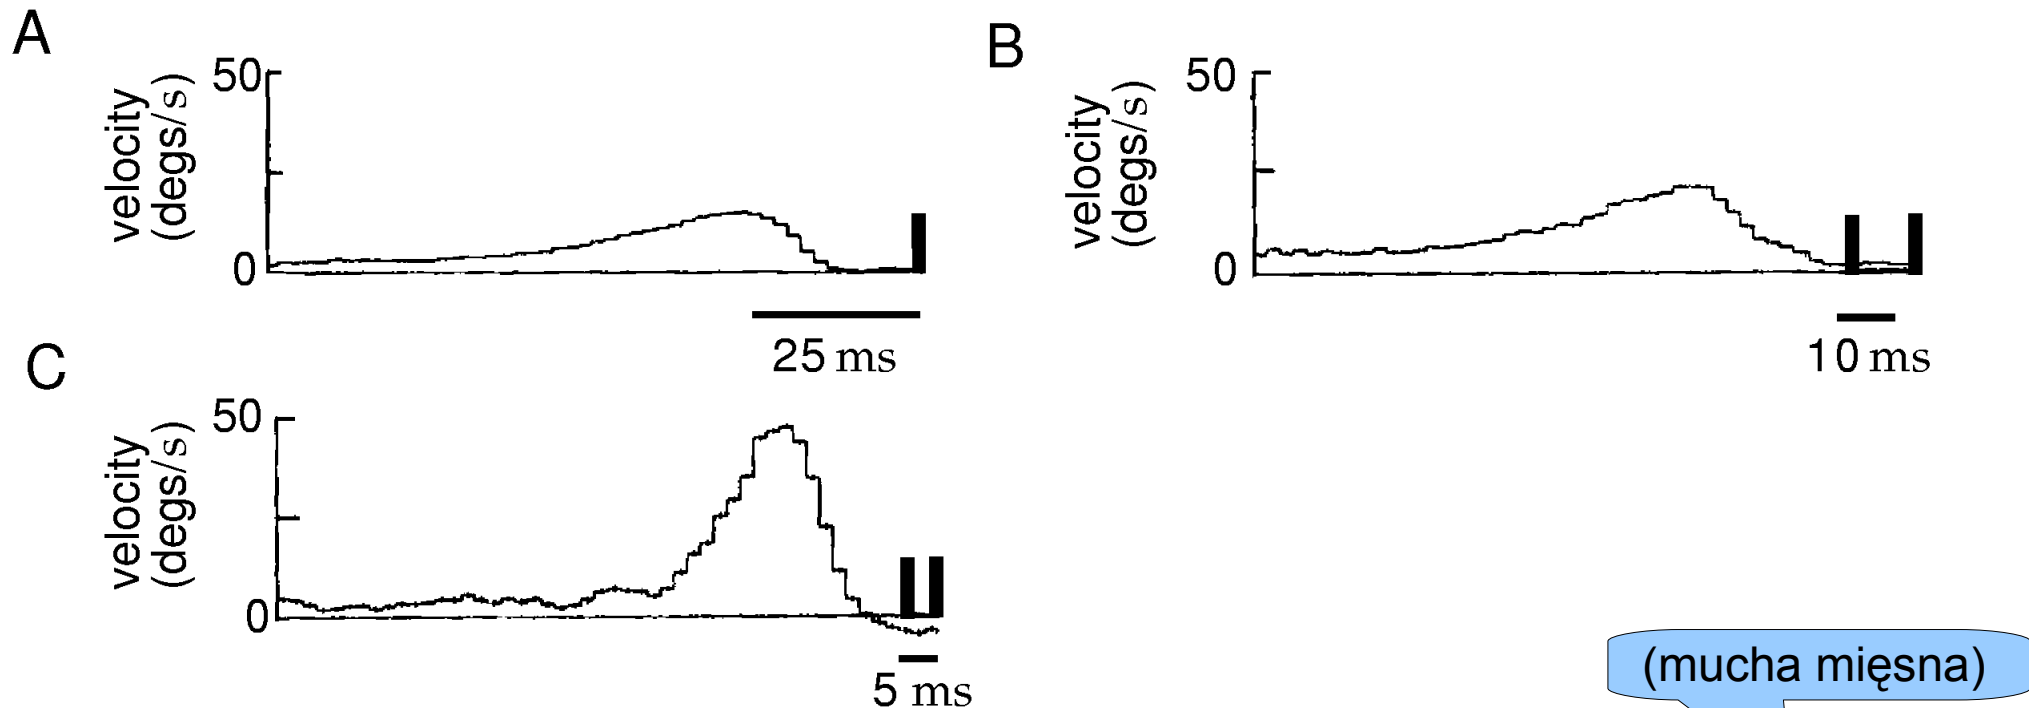 A
50
velocity
(degs/s)
0
25 ms
B
50
velocity
(degs/s)
0
10 ms
C
50
velocity
(degs/s)
0
5 ms
(mucha mięsna)